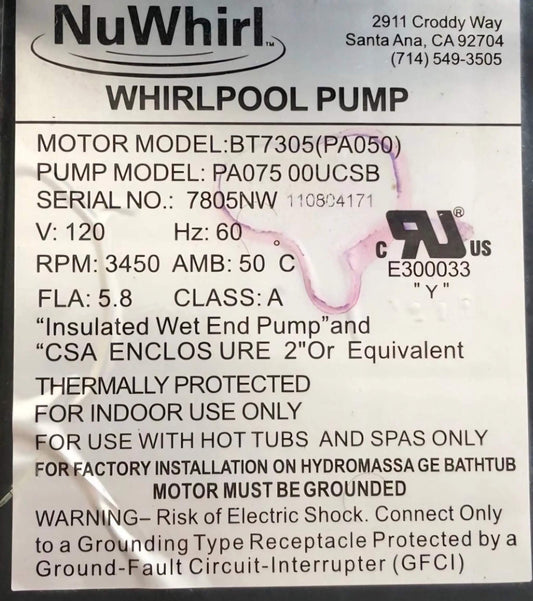 NuWhirl™
2911 Croddy Way
Santa Ana, CA 92704
(714) 549-3505
WHIRLPOOL PUMP
MOTOR MODEL:BT7305(PA050)
PUMP MODEL: PA075 00UCSB
SERIAL NO.: 7805NW 110804171
V: 120 Hz: 60
RPM: 3450 AMB: 50 °C
FLA: 5.8 CLASS: A
C RU® US
E300033
"Y"
“Insulated Wet End Pump”and
“CSA ENCLOS URE 2"Or Equivalent
THERMALLY PROTECTED
FOR INDOOR USE ONLY
FOR USE WITH HOT TUBS AND SPAS ONLY
FOR FACTORY INSTALLATION ON HYDROMASSA GE BATHTUB
MOTOR MUST BE GROUNDED
WARNING– Risk of Electric Shock. Connect Only
to a Grounding Type Receptacle Protected by a
Ground-Fault Circuit-Interrupter (GFCI)